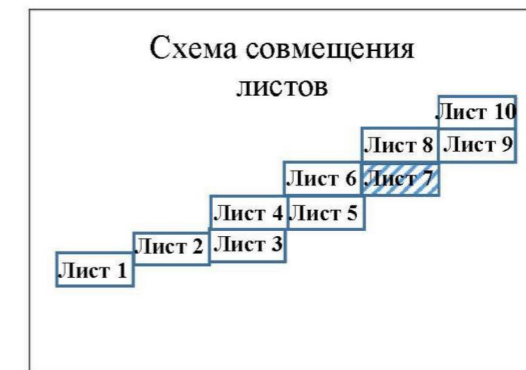 Схема совмещения
листов
Лист 10
Лист 8 Лист 9
Лист 6 Лист 7
Лист 4 Лист 5
Лист 2 Лист 3
Лист 1